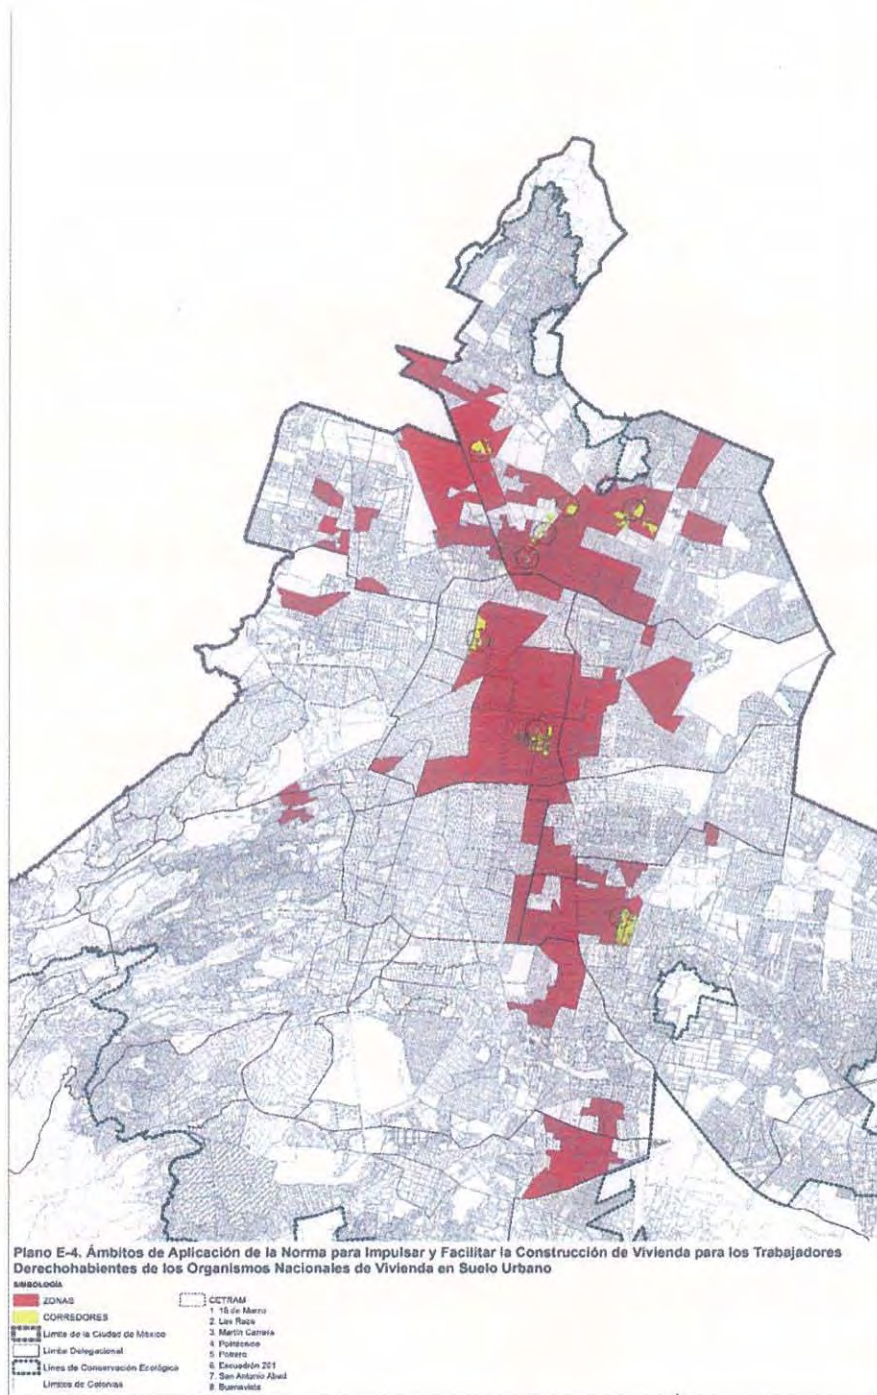 Plano E-4. Ámbitos de Aplicación de la Norma para Impulsar y Facilitar la Construcción de Vivienda para los Trabajadores
Derechohabientes de los Organismos Nacionales de Vivienda en Suelo Urbano
SIMBOLOGÍA
ZONAS
CORREDORES
Límite de la Ciudad de México
Límite Delegacional
Línea de Conservación Ecológica
Límites de Colonias
CETRAM
1. 18 de Marzo
2. La Raza
3. Martín Carrera
4. Politécnico
5. Potrero
6. Escuadrón 201
7. San Antonio Abad
8. Buenavista